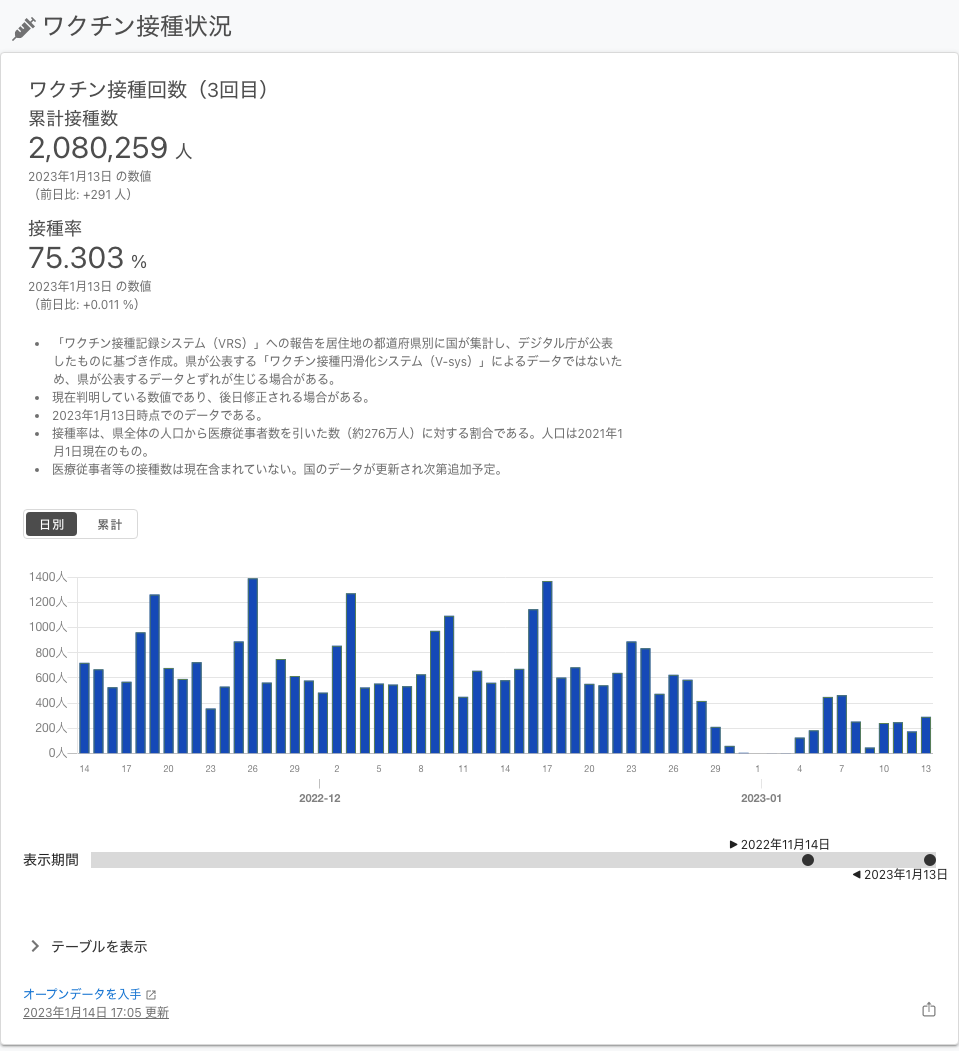 ワクチン接種状況
ワクチン接種回数（3回目）
累計接種数
2,080,259 人
2023年1月13日 の数値
（前日比: +291 人）
接種率
75.303 %
2023年1月13日 の数値
（前日比: +0.011 %）
• 「ワクチン接種記録システム（VRS）」への報告を居住地の都道府県別に国が集計し、デジタル庁が公表
したものに基づき作成。県が公表する「ワクチン接種円滑化システム（V-sys）」によるデータではないた
め、県が公表するデータとずれが生じる場合がある。
• 現在判明している数値であり、後日修正される場合がある。
• 2023年1月13日時点でのデータである。
• 接種率は、県全体の人口から医療従事者数を引いた数（約276万人）に対する割合である。人口は2021年1
月1日現在のもの。
• 医療従事者等の接種数は現在含まれていない。国のデータが更新され次第追加予定。
日別 累計
1400人
1200人
1000人
800人
600人
400人
200人
0人
14 17 20 23 26 29 2 5 8 11 14 17 20 23 26 29 1 4 7 10 13
2022-12 2023-01
▶ 2022年11月14日
表示期間
◀ 2023年1月13日
テーブルを表示
オープンデータを入手
2023年1月14日 17:05 更新